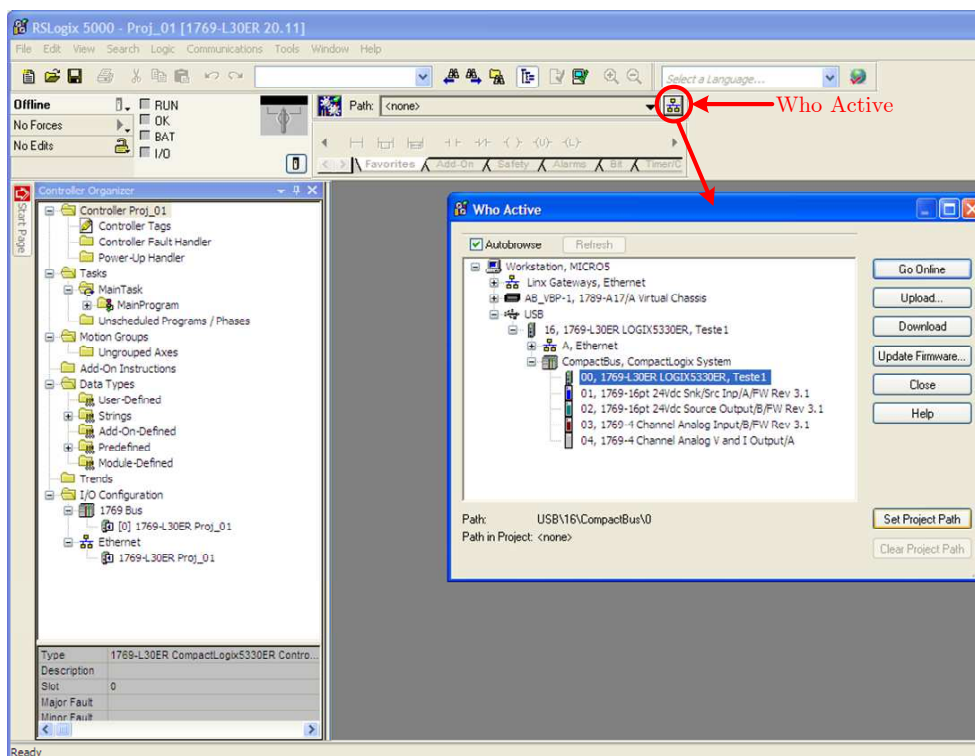 RSLogix 5000 - Proj_01 [1769-L30ER 20.11]
File Edit View Search Logic Communications Tools Window Help
Select a Language...
Offline
RUN
Path: <none>
Who Active
No Forces
OK
BAT
No Edits
I/O
Favorites Add-On Safety Alarms Bit Timer/C
Start Page
Controller Organizer
Controller Proj_01
Controller Tags
Controller Fault Handler
Power-Up Handler
Tasks
MainTask
MainProgram
Unscheduled Programs / Phases
Motion Groups
Ungrouped Axes
Add-On Instructions
Data Types
User-Defined
Strings
Add-On-Defined
Predefined
Module-Defined
Trends
I/O Configuration
1769 Bus
[0] 1769-L30ER Proj_01
Ethernet
1769-L30ER Proj_01
Type 1769-L30ER CompactLogix5330ER Contro...
Description
Slot 0
Major Fault
Minor Fault
Ready
Who Active
Autobrowse Refresh
Workstation, MICRO5
Linx Gateways, Ethernet
AB_VBP-1, 1789-A17/A Virtual Chassis
USB
16, 1769-L30ER LOGIX5330ER, Teste1
A, Ethernet
CompactBus, CompactLogix System
00, 1769-L30ER LOGIX5330ER, Teste1
01, 1769-16pt 24Vdc Snk/Src Inp/A/FW Rev 3.1
02, 1769-16pt 24Vdc Source Output/B/FW Rev 3.1
03, 1769-4 Channel Analog Input/B/FW Rev 3.1
04, 1769-4 Channel Analog V and I Output/A
Go Online
Upload...
Download
Update Firmware...
Close
Help
Path: USB\16\CompactBus\0
Path in Project: <none>
Set Project Path
Clear Project Path